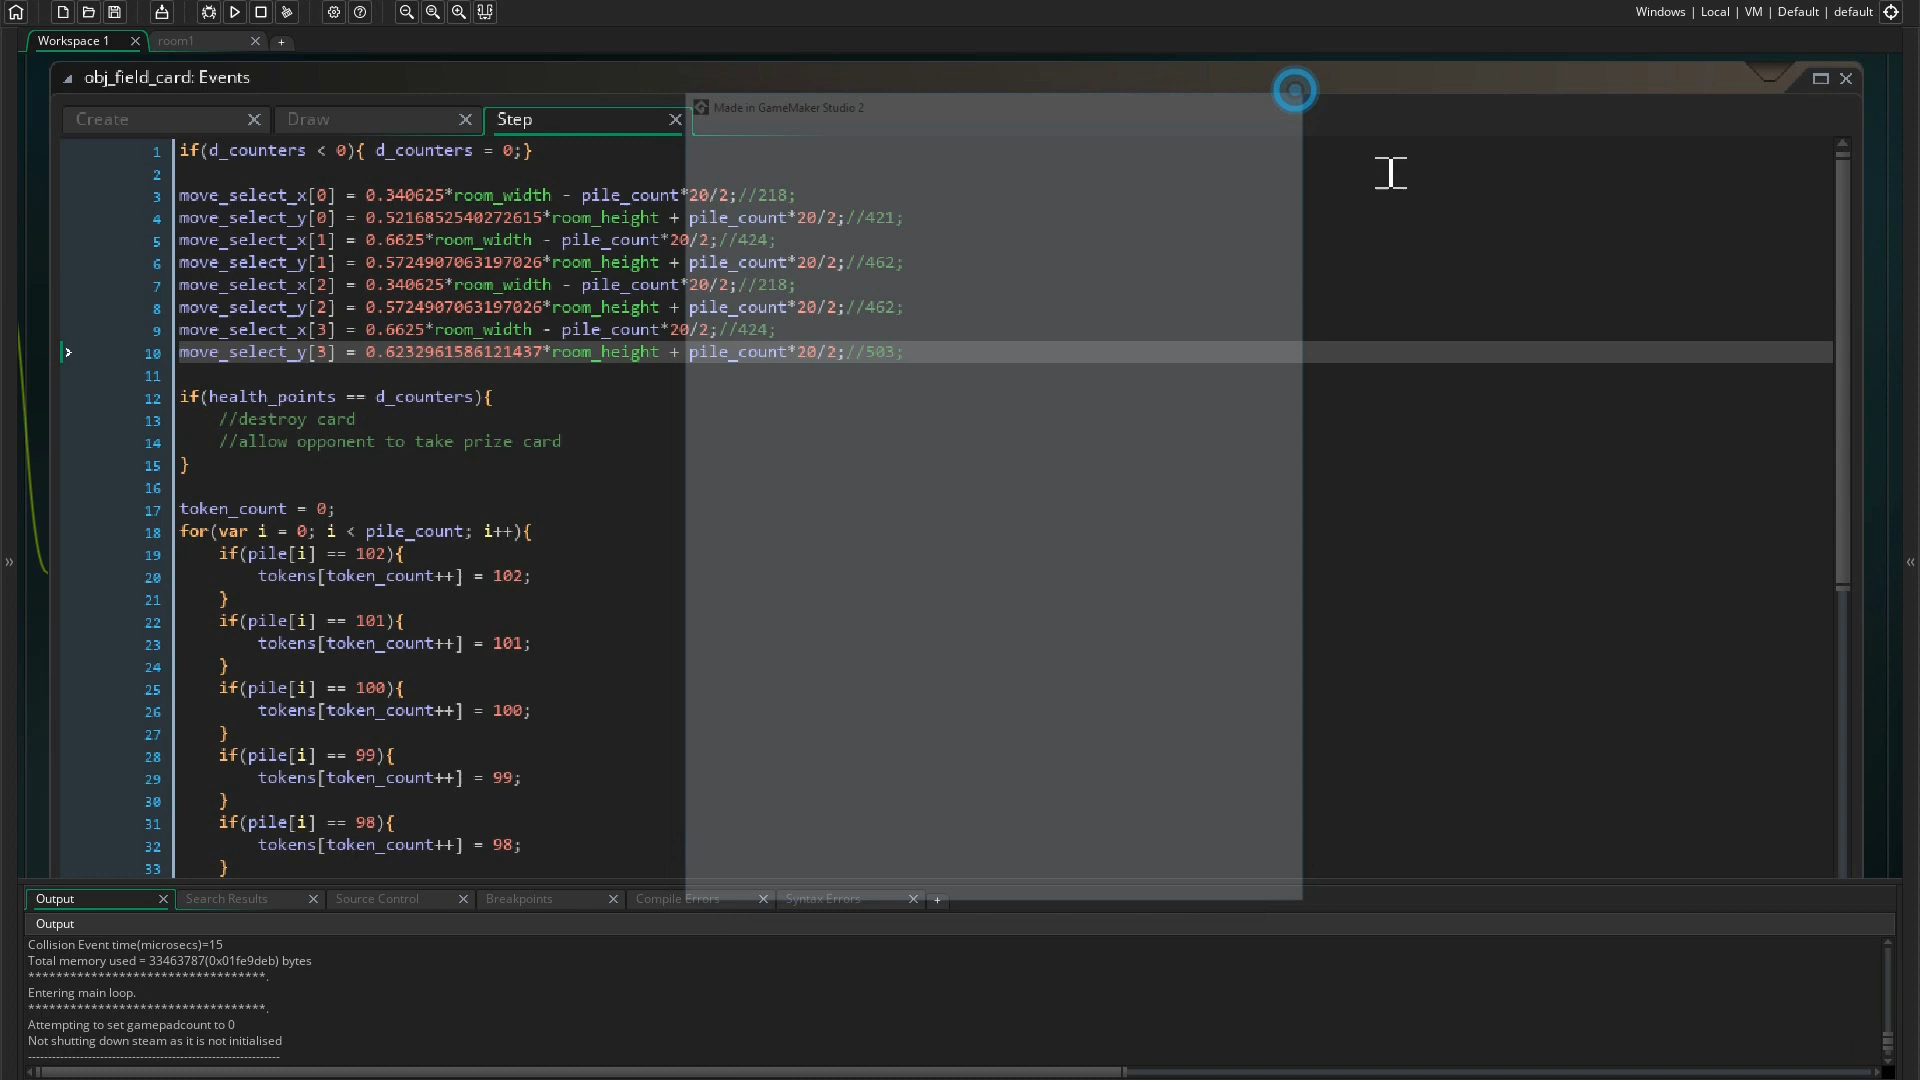 Windows | Local | VM | Default | default
Workspace 1
room1
obj_field_card: Events
Made in GameMaker Studio 2
Create
Draw
Step
1 if(d_counters < 0){ d_counters = 0;}
2
3 move_select_x[0] = 0.340625*room_width - pile_count*20/2;//218;
4 move_select_y[0] = 0.5216852540272615*room_height + pile_count*20/2;//421;
5 move_select_x[1] = 0.6625*room_width - pile_count*20/2;//424;
6 move_select_y[1] = 0.5724907063197026*room_height + pile_count*20/2;//462;
7 move_select_x[2] = 0.340625*room_width - pile_count*20/2;//218;
8 move_select_y[2] = 0.5724907063197026*room_height + pile_count*20/2;//462;
9 move_select_x[3] = 0.6625*room_width - pile_count*20/2;//424;
10 move_select_y[3] = 0.6232961586121437*room_height + pile_count*20/2;//503;
11
12 if(health_points == d_counters){
13 //destroy card
14 //allow opponent to take prize card
15 }
16
17 token_count = 0;
18 for(var i = 0; i < pile_count; i++){
19 if(pile[i] == 102){
20 tokens[token_count++] = 102;
21 }
22 if(pile[i] == 101){
23 tokens[token_count++] = 101;
24 }
25 if(pile[i] == 100){
26 tokens[token_count++] = 100;
27 }
28 if(pile[i] == 99){
29 tokens[token_count++] = 99;
30 }
31 if(pile[i] == 98){
32 tokens[token_count++] = 98;
33 }
Output
Search Results
Source Control
Breakpoints
Compile Errors
Syntax Errors
Output
Collision Event time(microsecs)=15
Total memory used = 33463787(0x01fe9deb) bytes
*********************************.
Entering main loop.
*********************************.
Attempting to set gamepadcount to 0
Not shutting down steam as it is not initialised
---------------------------------------------------------------